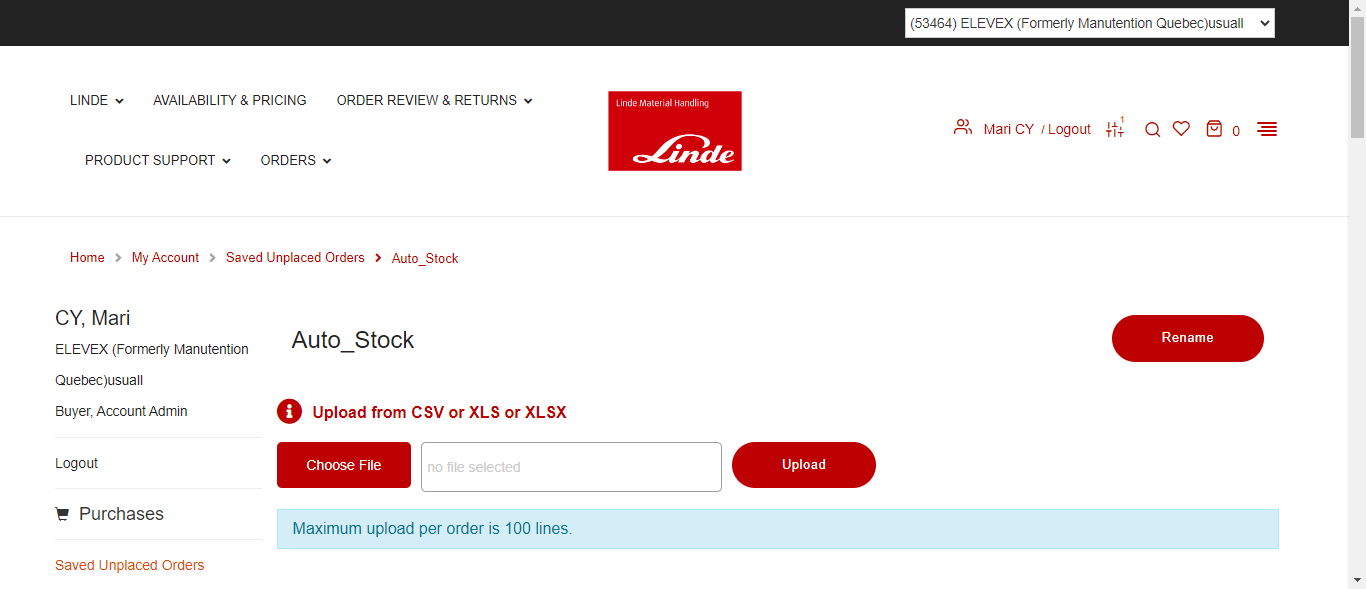 (53464) ELEVEX (Formerly Manutention Quebec)usuall
LINDE
AVAILABILITY & PRICING
ORDER REVIEW & RETURNS
PRODUCT SUPPORT
ORDERS
Linde Material Handling
Linde
Mari CY / Logout
1
0
Home
My Account
Saved Unplaced Orders
Auto_Stock
CY, Mari
ELEVEX (Formerly Manutention
Quebec)usuall
Buyer, Account Admin
Logout
Purchases
Saved Unplaced Orders
Auto_Stock
Rename
Upload from CSV or XLS or XLSX
Choose File
no file selected
Upload
Maximum upload per order is 100 lines.